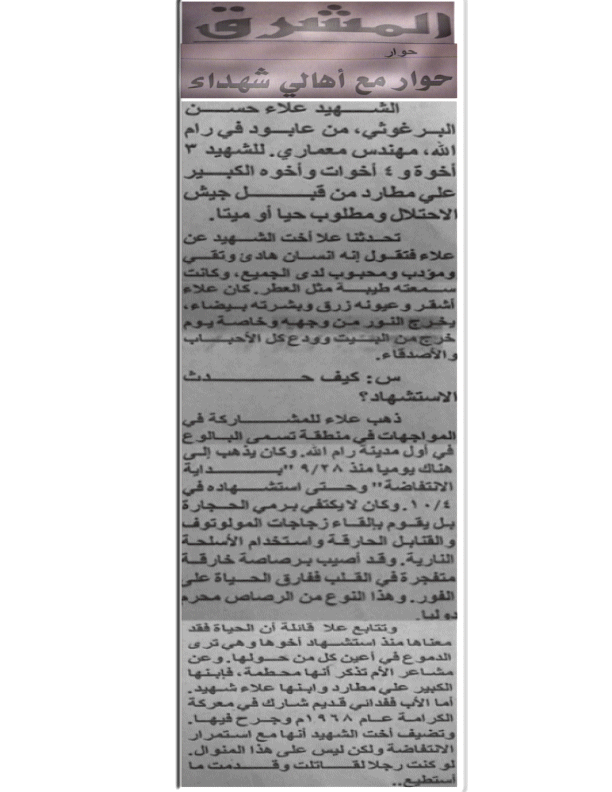 المشرق
حوار
حوار مع أهالي شهداء
الشهيد علاء حسن
البرغوثي، من عابود في رام
الله، مهندس معماري. للشهيد ٣
أخوة و ٤ أخوات وأخوه الكبير
علي مطارد من قبل جيش
الاحتلال ومطلوب حيا أو ميتا.
تحدثنا علا أخت الشهيد عن
علاء فتقول إنه انسان هادئ وتقي
ومؤدب ومحبوب لدى الجميع، وكانت
سمعته طيبة مثل العطر. كان علاء
أشقر وعيونه زرق وبشرته بيضاء،
يخرج النور من وجهه وخاصة يوم
خرج من البيت وودع كل الأحباب
والأصدقاء.
س: كيف حدث
الاستشهاد؟
ذهب علاء للمشاركة في
المواجهات في منطقة تسمى البالوع
في أول مدينة رام الله. وكان يذهب إلى
هناك يوميا منذ ٩/٢٨ "بداية
الانتفاضة" وحتى استشهاده في
١٠/٤. وكان لا يكتفي برمي الحجارة
بل يقوم بإلقاء زجاجات المولوتوف
والقنابل الحارقة واستخدام الأسلحة
النارية. وقد أصيب برصاصة خارقة
متفجرة في القلب ففارق الحياة على
الفور. وهذا النوع من الرصاص محرم
دوليا.
وتتابع علا قائلة أن الحياة فقد
معناها منذ استشهاد أخوها وهي ترى
الدموع في أعين كل من حولها. وعن
مشاعر الأم تذكر أنها محطمة، فإبنها
الكبير علي مطارد وابنها علاء شهيد.
أما الأب ففدائي قديم شارك في معركة
الكرامة عام ١٩٦٨م وجرح فيها.
وتضيف أخت الشهيد أنها مع استمرار
الانتفاضة ولكن ليس على هذا المنوال.
لو كنت رجلا لقاتلت وقدمت ما
أستطيع..